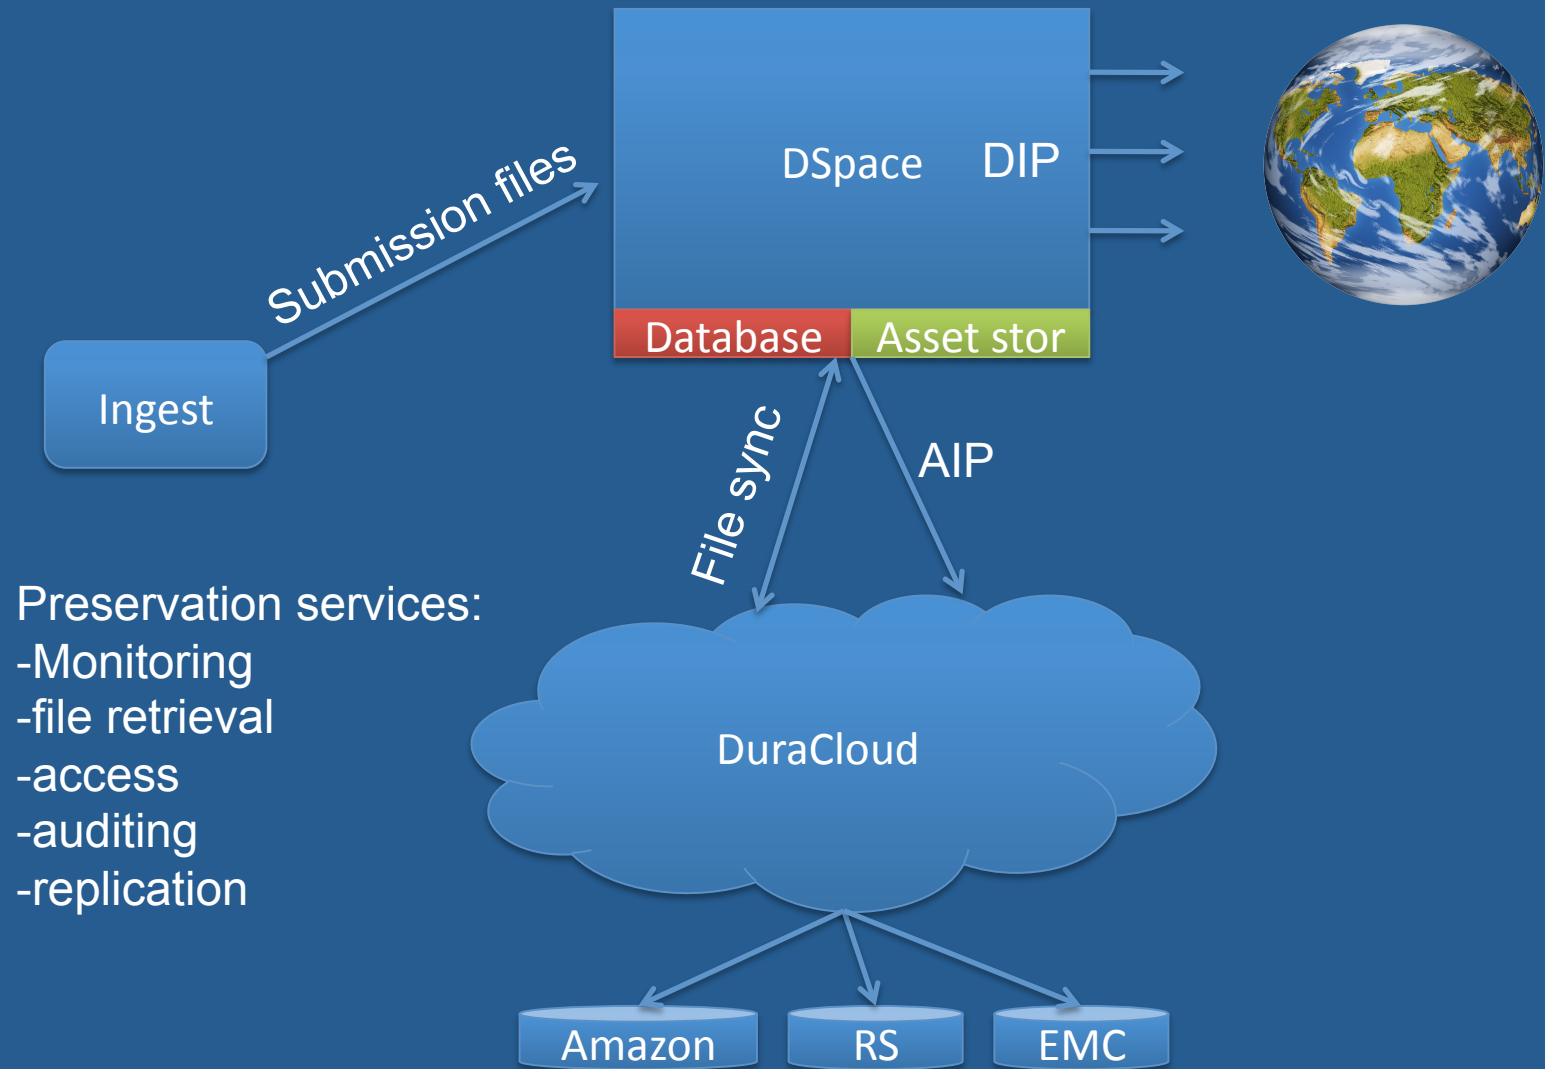 DSpace
DIP
Submission files
Database
Asset stor
Ingest
File sync
AIP
Preservation services:
-Monitoring
-file retrieval
-access
-auditing
-replication
DuraCloud
Amazon
RS
EMC